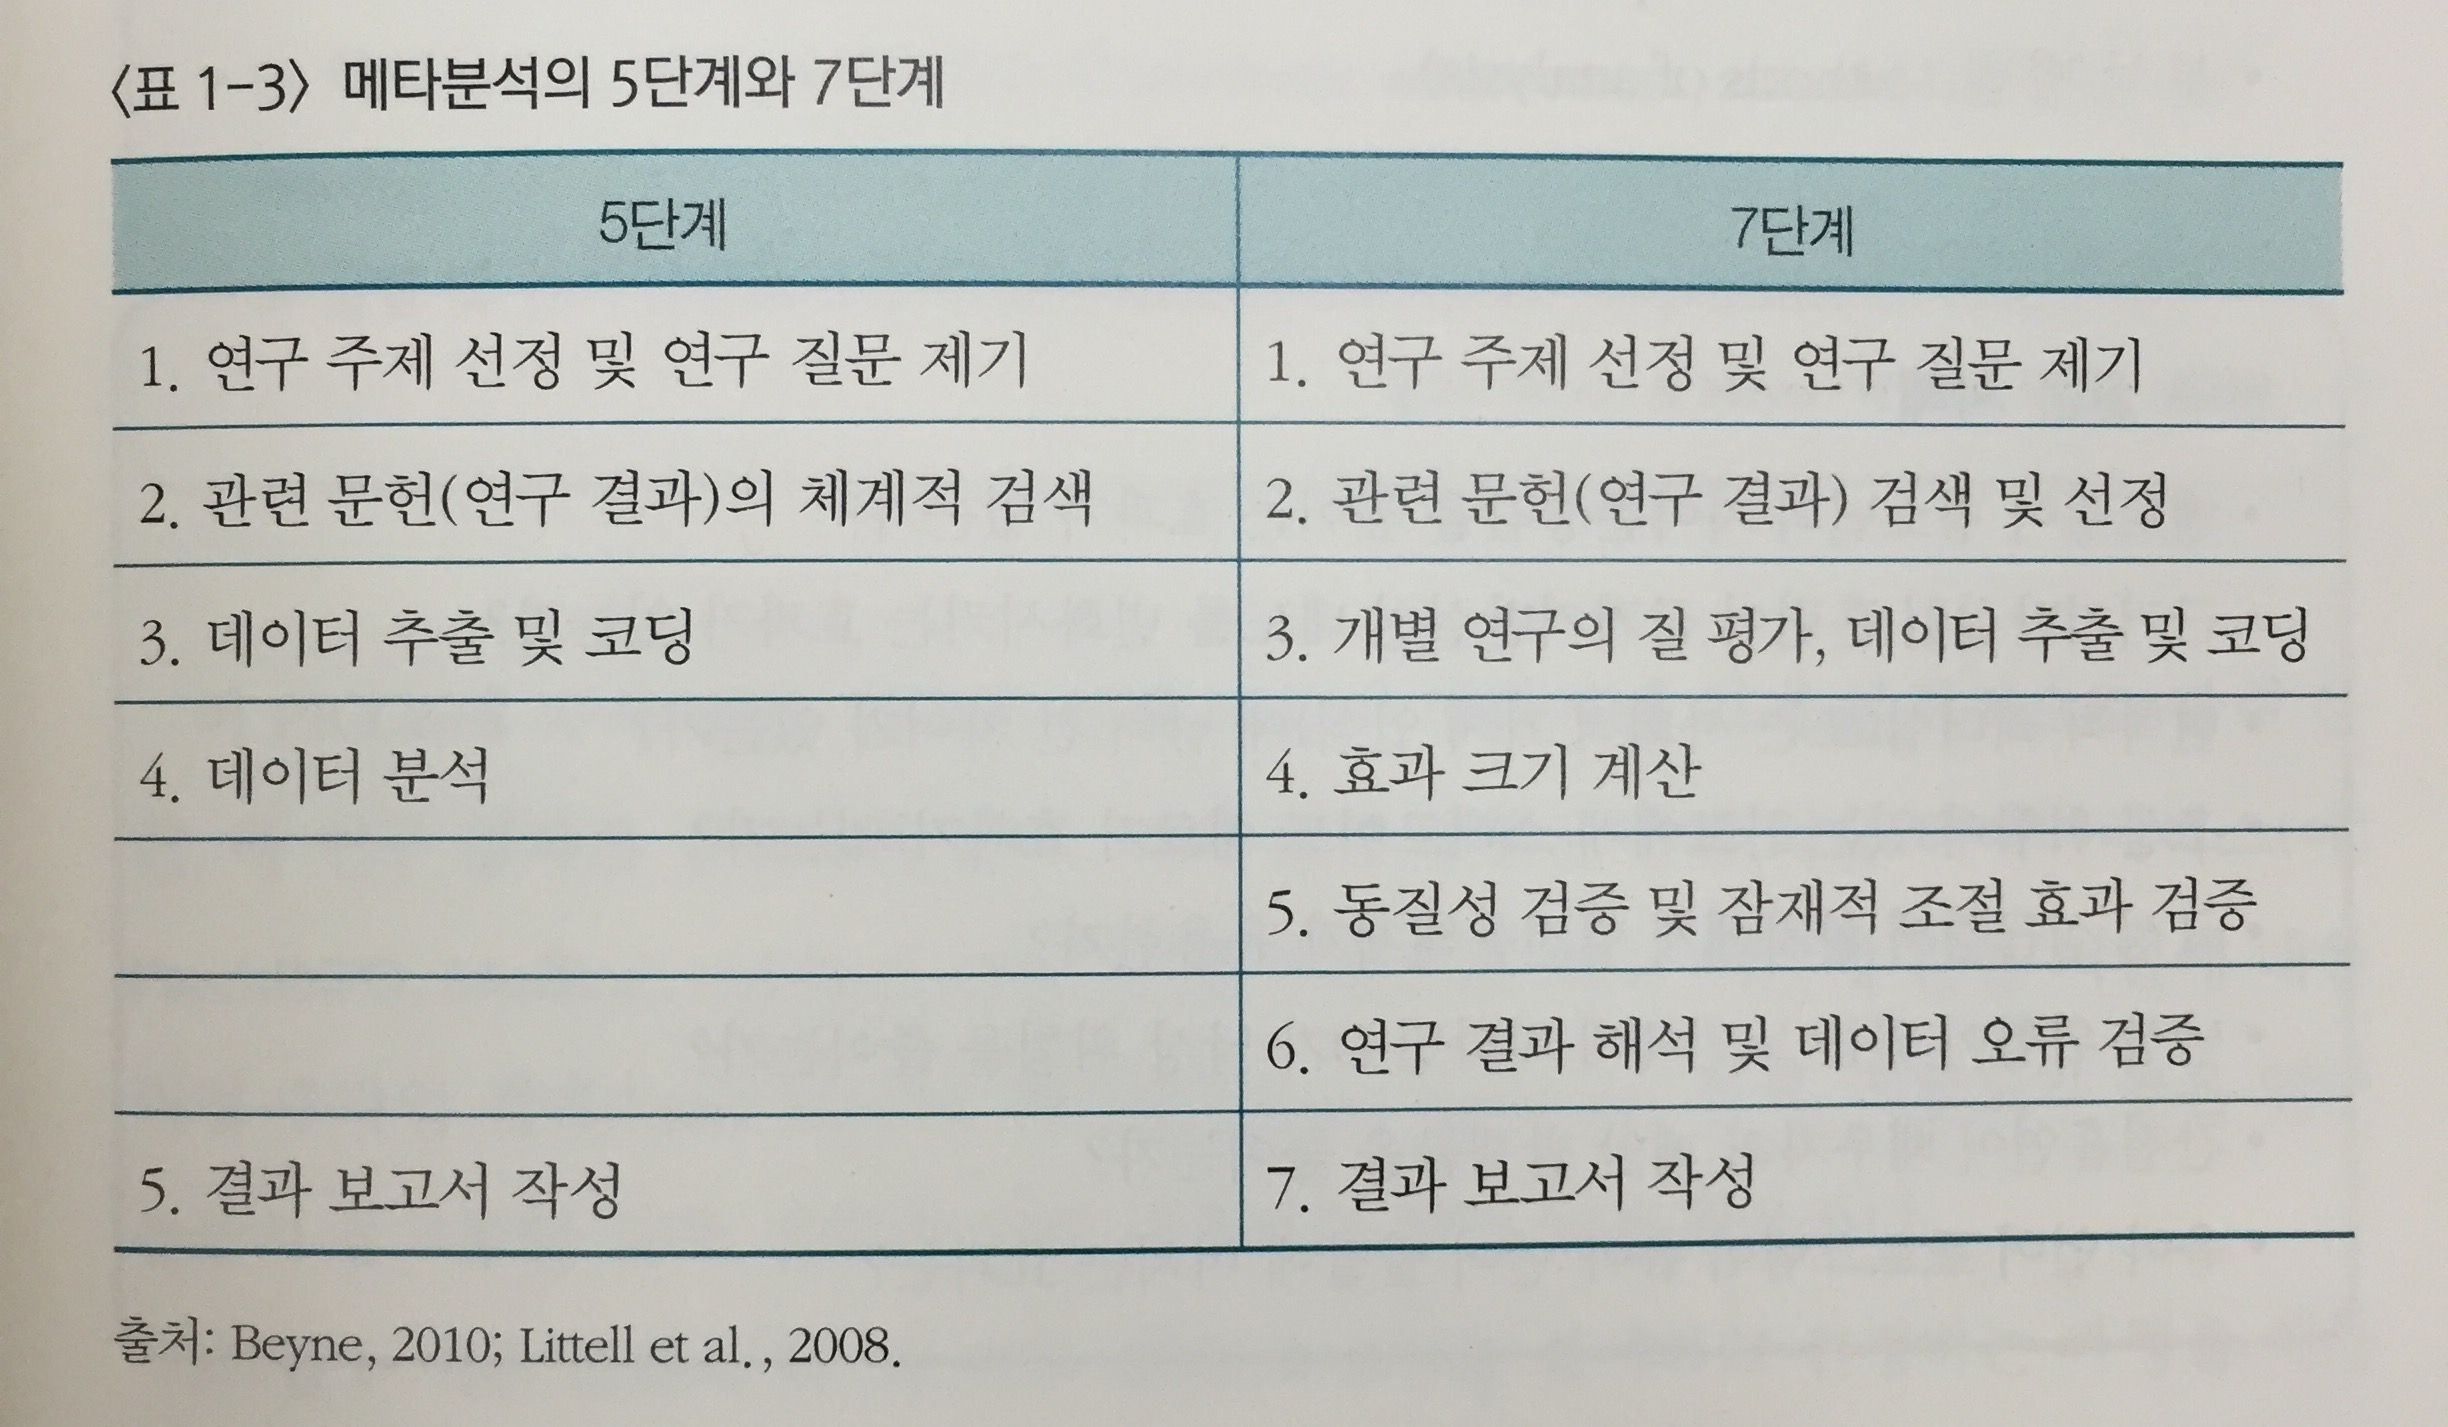 〈표 1-3〉 메타분석의 5단계와 7단계
5단계
7단계
1. 연구 주제 선정 및 연구 질문 제기
1. 연구 주제 선정 및 연구 질문 제기
2. 관련 문헌(연구 결과)의 체계적 검색
2. 관련 문헌(연구 결과) 검색 및 선정
3. 데이터 추출 및 코딩
3. 개별 연구의 질 평가, 데이터 추출 및 코딩
4. 데이터 분석
4. 효과 크기 계산
5. 동질성 검증 및 잠재적 조절 효과 검증
6. 연구 결과 해석 및 데이터 오류 검증
5. 결과 보고서 작성
7. 결과 보고서 작성
출처: Beyne, 2010; Littell et al., 2008.